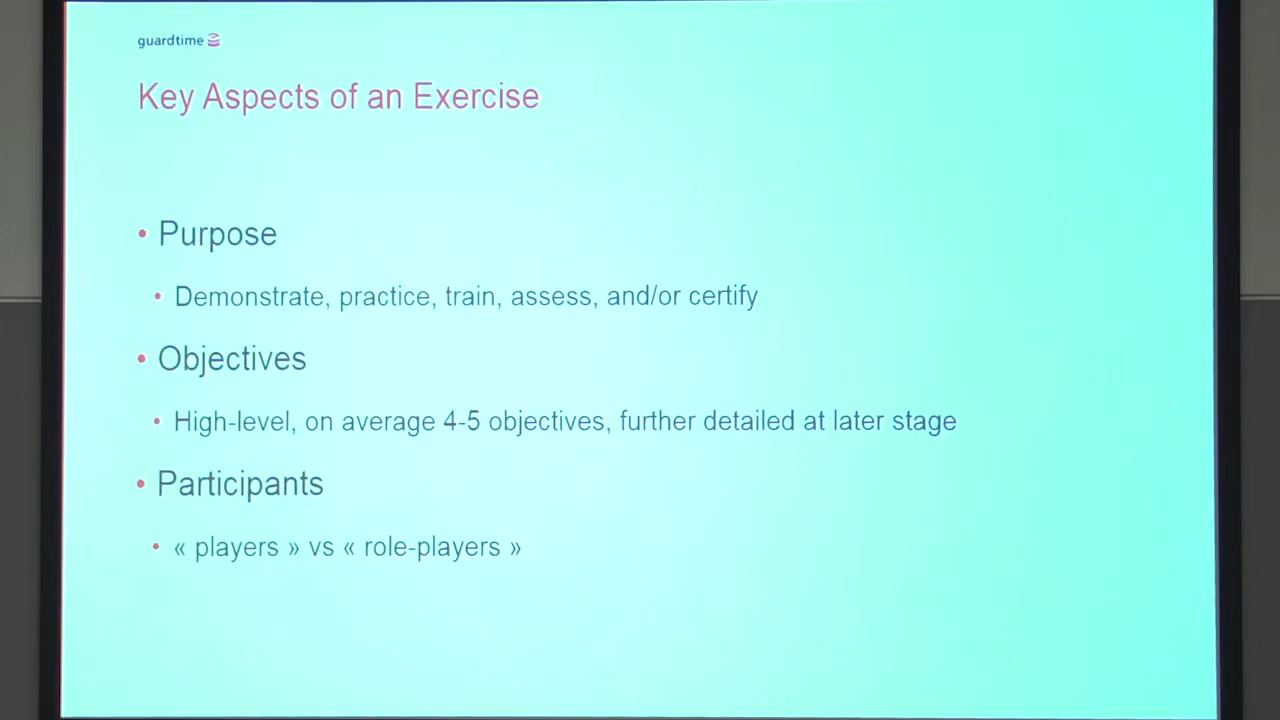 guardtime
Key Aspects of an Exercise
• Purpose
• Demonstrate, practice, train, assess, and/or certify
• Objectives
• High-level, on average 4-5 objectives, further detailed at later stage
• Participants
• « players » vs « role-players »